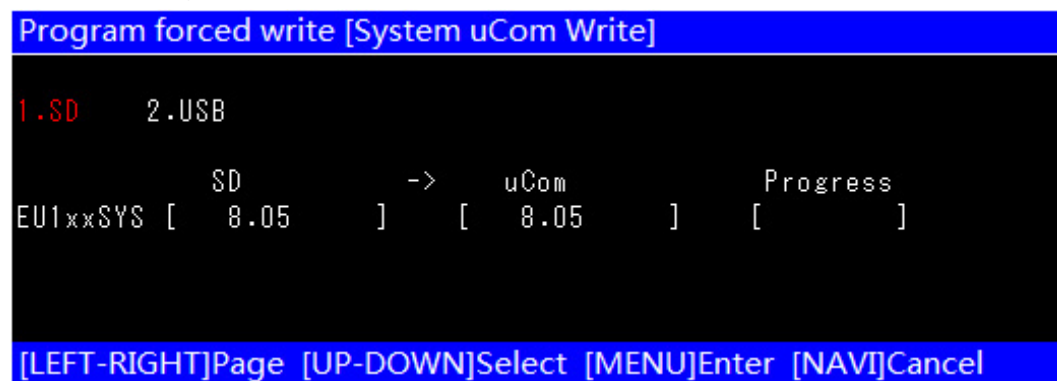 Program forced write [System uCom Write]
1.SD 2.USB
SD -> uCom Progress
EU1xxSYS [ 8.05 ] [ 8.05 ] [ ]
[LEFT-RIGHT]Page [UP-DOWN]Select [MENU]Enter [NAVI]Cancel